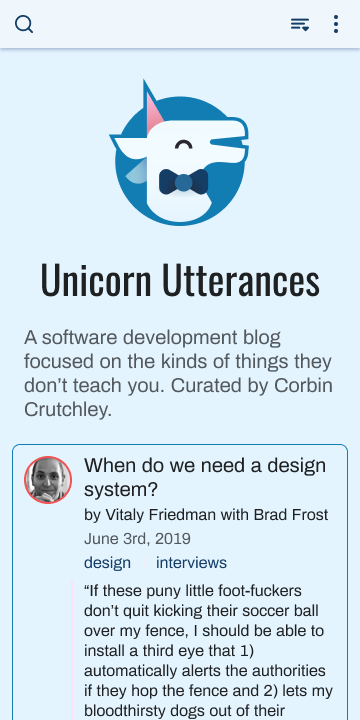 Unicorn Utterances
A software development blog
focused on the kinds of things they
don’t teach you. Curated by Corbin
Crutchley.
When do we need a design
system?
by Vitaly Friedman with Brad Frost
June 3rd, 2019
design interviews
“If these puny little foot-fuckers
don’t quit kicking their soccer ball
over my fence, I should be able to
install a third eye that 1)
automatically alerts the authorities
if they hop the fence and 2) lets my
bloodthirsty dogs out of their